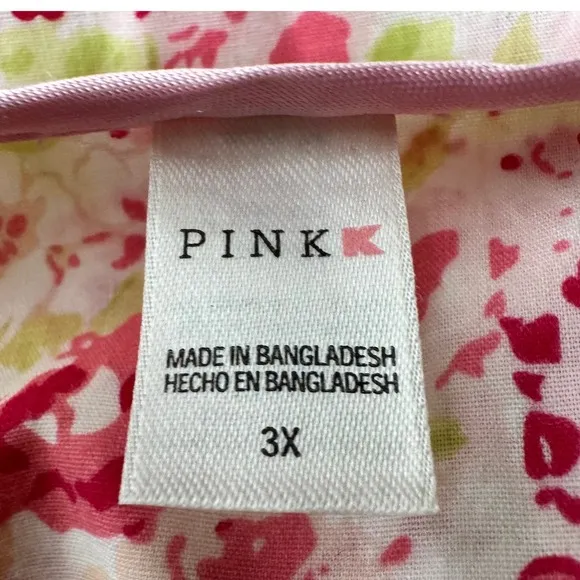 PINK K
MADE IN BANGLADESH
HECHO EN BANGLADESH
3X